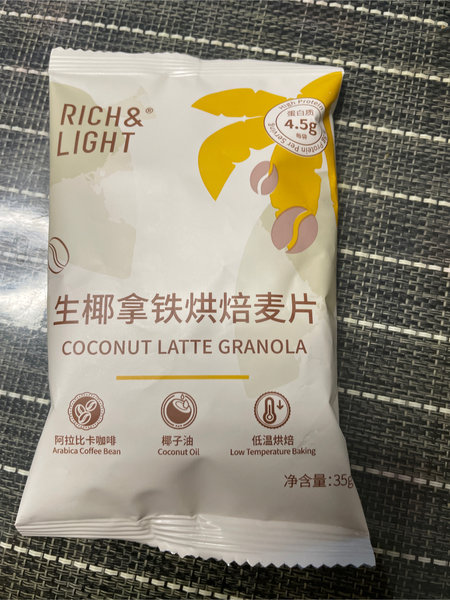 RICH&®
LIGHT
High Protein
蛋白质
4.5g
每袋
Protein Per Serving
生椰拿铁烘焙麦片
COCONUT LATTE GRANOLA
阿拉比卡咖啡
Arabica Coffee Bean
椰子油
Coconut Oil
低温烘焙
Low Temperature Baking
净含量:35g